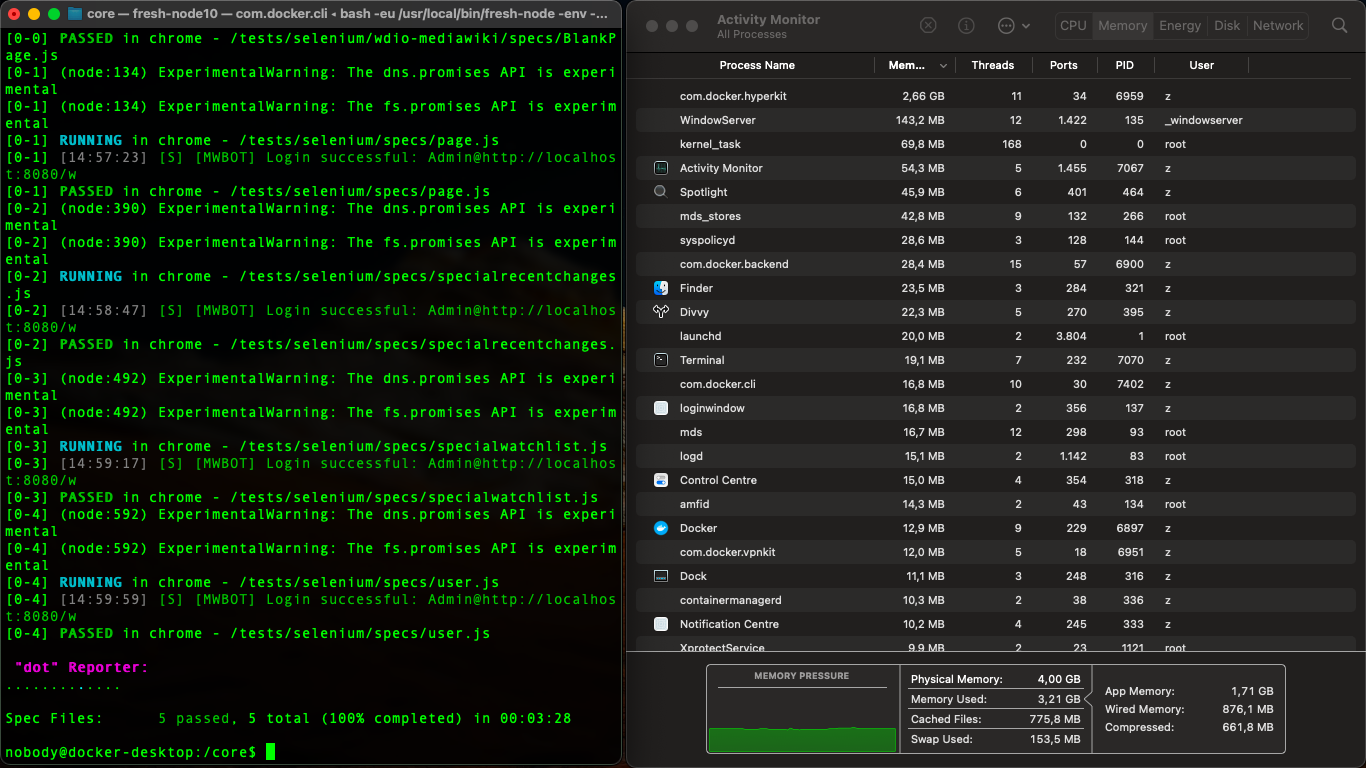 core — fresh-node10 — com.docker.cli ◂ bash -eu /usr/local/bin/fresh-node -env -...
[0-0] PASSED in chrome - /tests/selenium/wdio-mediawiki/specs/BlankP
age.js
[0-1] (node:134) ExperimentalWarning: The dns.promises API is experi
mental
[0-1] (node:134) ExperimentalWarning: The fs.promises API is experim
ental
[0-1] RUNNING in chrome - /tests/selenium/specs/page.js
[0-1] [14:57:23] [S] [MWBOT] Login successful: Admin@http://localhos
t:8080/w
[0-1] PASSED in chrome - /tests/selenium/specs/page.js
[0-2] (node:390) ExperimentalWarning: The dns.promises API is experi
mental
[0-2] (node:390) ExperimentalWarning: The fs.promises API is experim
ental
[0-2] RUNNING in chrome - /tests/selenium/specs/specialrecentchanges
.js
[0-2] [14:58:47] [S] [MWBOT] Login successful: Admin@http://localhos
t:8080/w
[0-2] PASSED in chrome - /tests/selenium/specs/specialrecentchanges.
js
[0-3] (node:492) ExperimentalWarning: The dns.promises API is experi
mental
[0-3] (node:492) ExperimentalWarning: The fs.promises API is experim
ental
[0-3] RUNNING in chrome - /tests/selenium/specs/specialwatchlist.js
[0-3] [14:59:17] [S] [MWBOT] Login successful: Admin@http://localhos
t:8080/w
[0-3] PASSED in chrome - /tests/selenium/specs/specialwatchlist.js
[0-4] (node:592) ExperimentalWarning: The dns.promises API is experi
mental
[0-4] (node:592) ExperimentalWarning: The fs.promises API is experim
ental
[0-4] RUNNING in chrome - /tests/selenium/specs/user.js
[0-4] [14:59:59] [S] [MWBOT] Login successful: Admin@http://localhos
t:8080/w
[0-4] PASSED in chrome - /tests/selenium/specs/user.js
"dot" Reporter:
.............
Spec Files: 5 passed, 5 total (100% completed) in 00:03:28
nobody@docker-desktop:/core$
Activity Monitor
All Processes
CPU Memory Energy Disk Network
Process Name Mem... Threads Ports PID User
com.docker.hyperkit 2,66 GB 11 34 6959 z
WindowServer 143,2 MB 12 1.422 135 _windowserver
kernel_task 69,8 MB 168 0 0 root
Activity Monitor 54,3 MB 5 1.455 7067 z
Spotlight 45,9 MB 6 401 464 z
mds_stores 42,8 MB 9 132 266 root
syspolicyd 28,6 MB 3 128 144 root
com.docker.backend 28,4 MB 15 57 6900 z
Finder 23,5 MB 3 284 321 z
Divvy 22,3 MB 5 270 395 z
launchd 20,0 MB 2 3.804 1 root
Terminal 19,1 MB 7 232 7070 z
com.docker.cli 16,8 MB 10 30 7402 z
loginwindow 16,8 MB 2 356 137 z
mds 16,7 MB 12 298 93 root
logd 15,1 MB 2 1.142 83 root
Control Centre 15,0 MB 4 354 318 z
amfid 14,3 MB 2 43 134 root
Docker 12,9 MB 9 229 6897 z
com.docker.vpnkit 12,0 MB 5 18 6951 z
Dock 11,1 MB 3 248 316 z
containermanagerd 10,3 MB 2 38 336 z
Notification Centre 10,2 MB 4 245 333 z
XprotectService 9,9 MB 2 23 1121 root
MEMORY PRESSURE
Physical Memory: 4,00 GB
Memory Used: 3,21 GB
Cached Files: 775,8 MB
Swap Used: 153,5 MB
App Memory: 1,71 GB
Wired Memory: 876,1 MB
Compressed: 661,8 MB